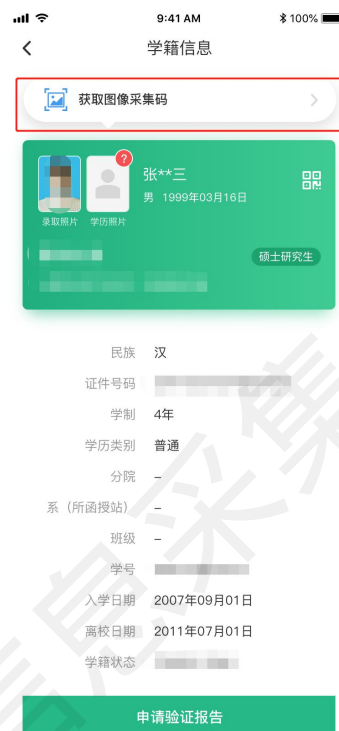 9:41 AM
100%
学籍信息
获取图像采集码
?
张**三
男 1999年03月16日
录取照片 学历照片
硕士研究生
民族 汉
证件号码
学制 4年
学历类别 普通
分院 –
系（所函授站） –
班级 –
学号
入学日期 2007年09月01日
离校日期 2011年07月01日
学籍状态
申请验证报告
信息采集